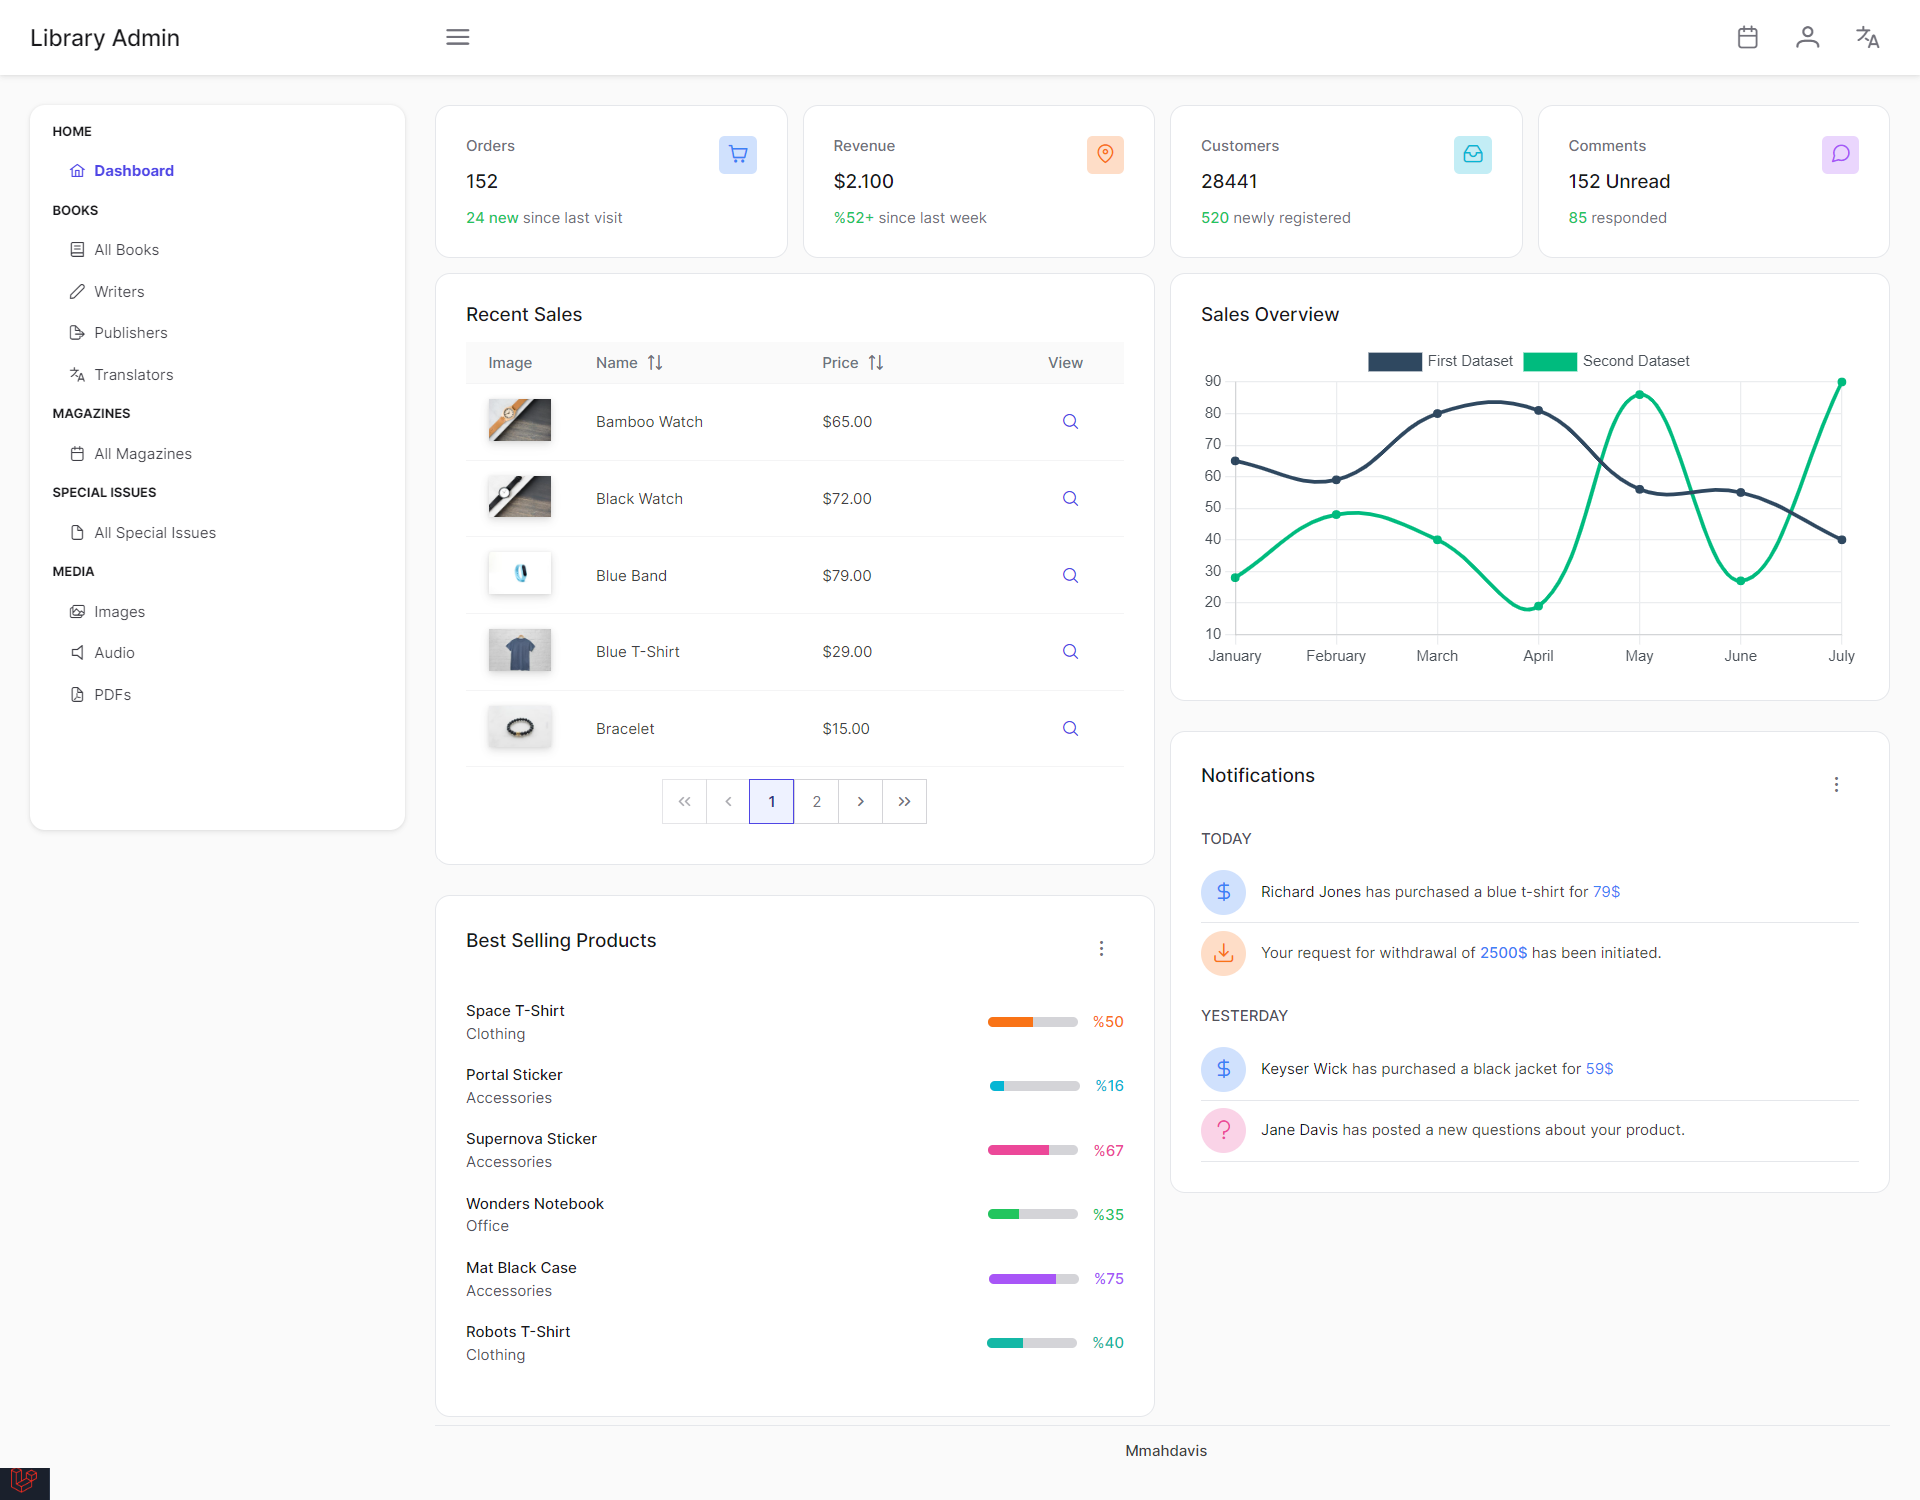 Library Admin
HOME
Dashboard
BOOKS
All Books
Writers
Publishers
Translators
MAGAZINES
All Magazines
SPECIAL ISSUES
All Special Issues
MEDIA
Images
Audio
PDFs
Orders
152
24 new since last visit
Revenue
$2.100
%52+ since last week
Customers
28441
520 newly registered
Comments
152 Unread
85 responded
Recent Sales
Image Name Price View
Bamboo Watch $65.00
Black Watch $72.00
Blue Band $79.00
Blue T-Shirt $29.00
Bracelet $15.00
1 2
Best Selling Products
Space T-Shirt
Clothing
%50
Portal Sticker
Accessories
%16
Supernova Sticker
Accessories
%67
Wonders Notebook
Office
%35
Mat Black Case
Accessories
%75
Robots T-Shirt
Clothing
%40
Sales Overview
First Dataset Second Dataset
90
80
70
60
50
40
30
20
10
January February March April May June July
Notifications
TODAY
Richard Jones has purchased a blue t-shirt for 79$
Your request for withdrawal of 2500$ has been initiated.
YESTERDAY
Keyser Wick has purchased a black jacket for 59$
Jane Davis has posted a new questions about your product.
Mmahdavis